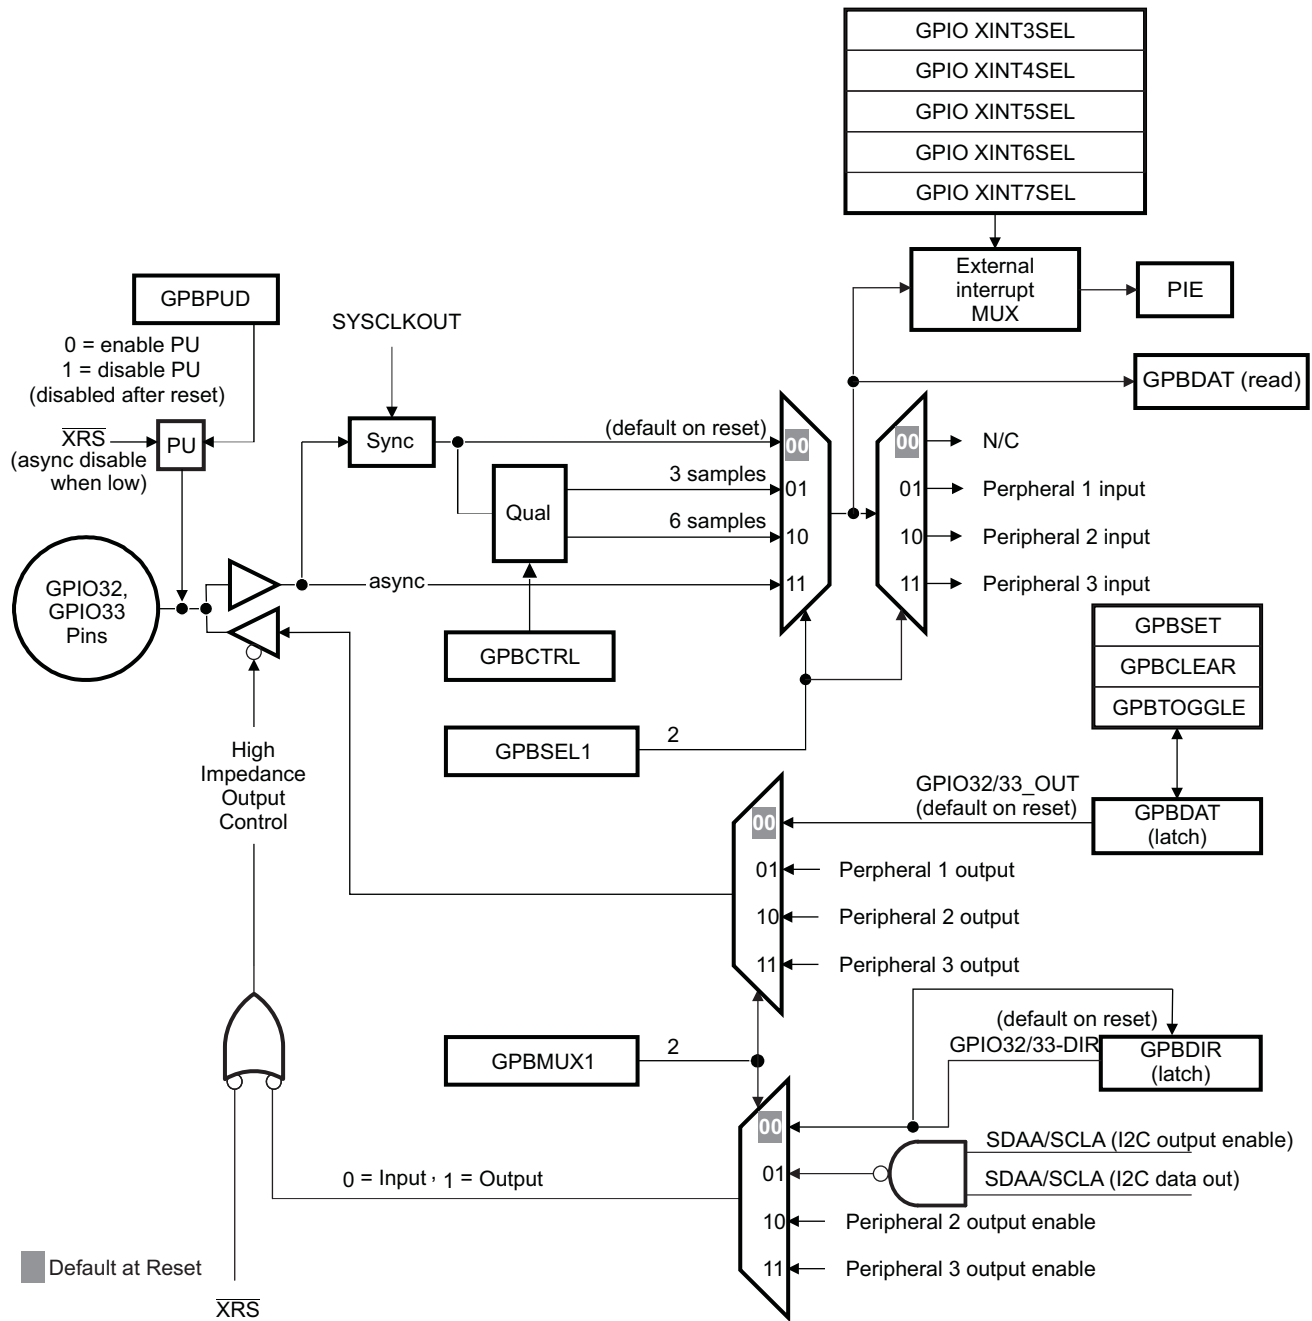 GPIO XINT3SEL
GPIO XINT4SEL
GPIO XINT5SEL
GPIO XINT6SEL
GPIO XINT7SEL
External
interrupt
MUX
PIE
GPBPUD
0 = enable PU
1 = disable PU
(disabled after reset)
SYSCLKOUT
GPBDAT (read)
XRS
(async disable
when low)
PU
Sync
(default on reset)
00
01
10
11
3 samples
6 samples
Qual
async
00
01
10
11
N/C
Perpheral 1 input
Peripheral 2 input
Peripheral 3 input
GPIO32,
GPIO33
Pins
GPBCTRL
GPBSET
GPBCLEAR
GPBTOGGLE
GPBSEL1
2
High
Impedance
Output
Control
GPIO32/33_OUT
(default on reset)
GPBDAT
(latch)
00
01
10
11
Perpheral 1 output
Peripheral 2 output
Peripheral 3 output
GPBMUX1
2
(default on reset)
GPIO32/33-DIR
GPBDIR
(latch)
00
01
10
11
SDAA/SCLA (I2C output enable)
SDAA/SCLA (I2C data out)
Peripheral 2 output enable
Peripheral 3 output enable
0 = Input , 1 = Output
Default at Reset
XRS